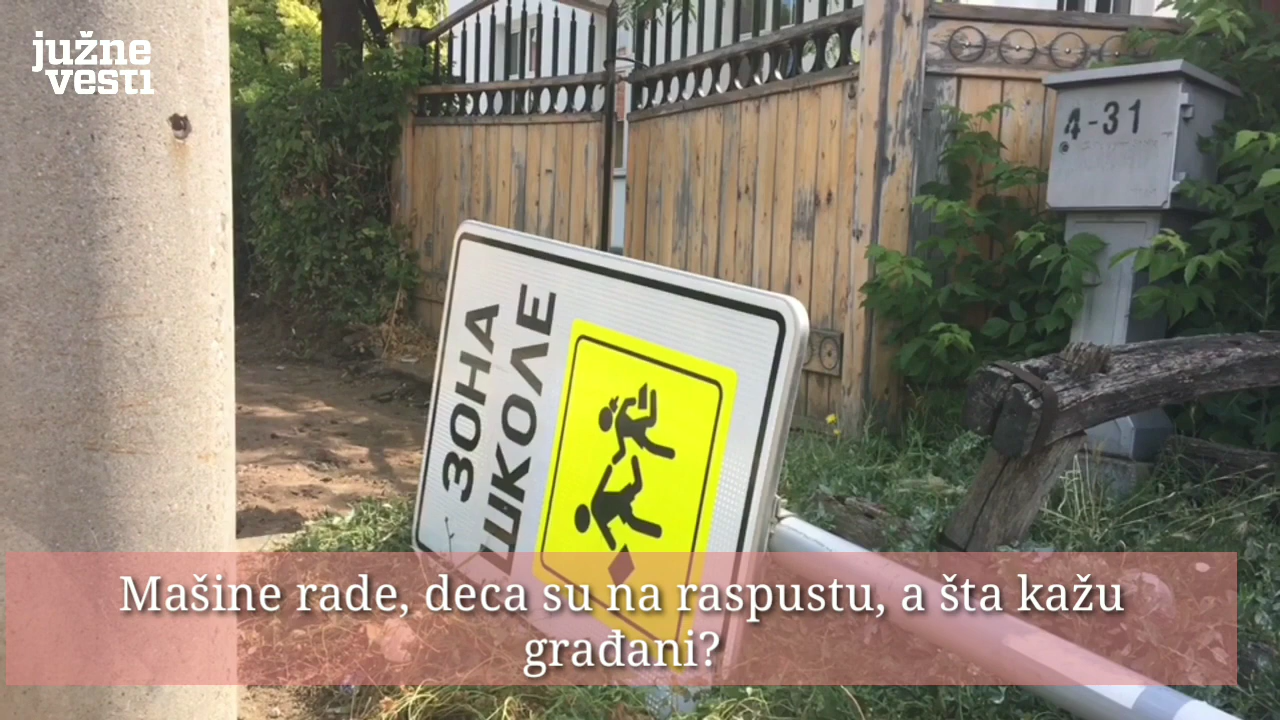 južne
vesti
4-31
ЗОНА
ШКОЛЕ
Mašine rade, deca su na raspustu, a šta kažu
građani?